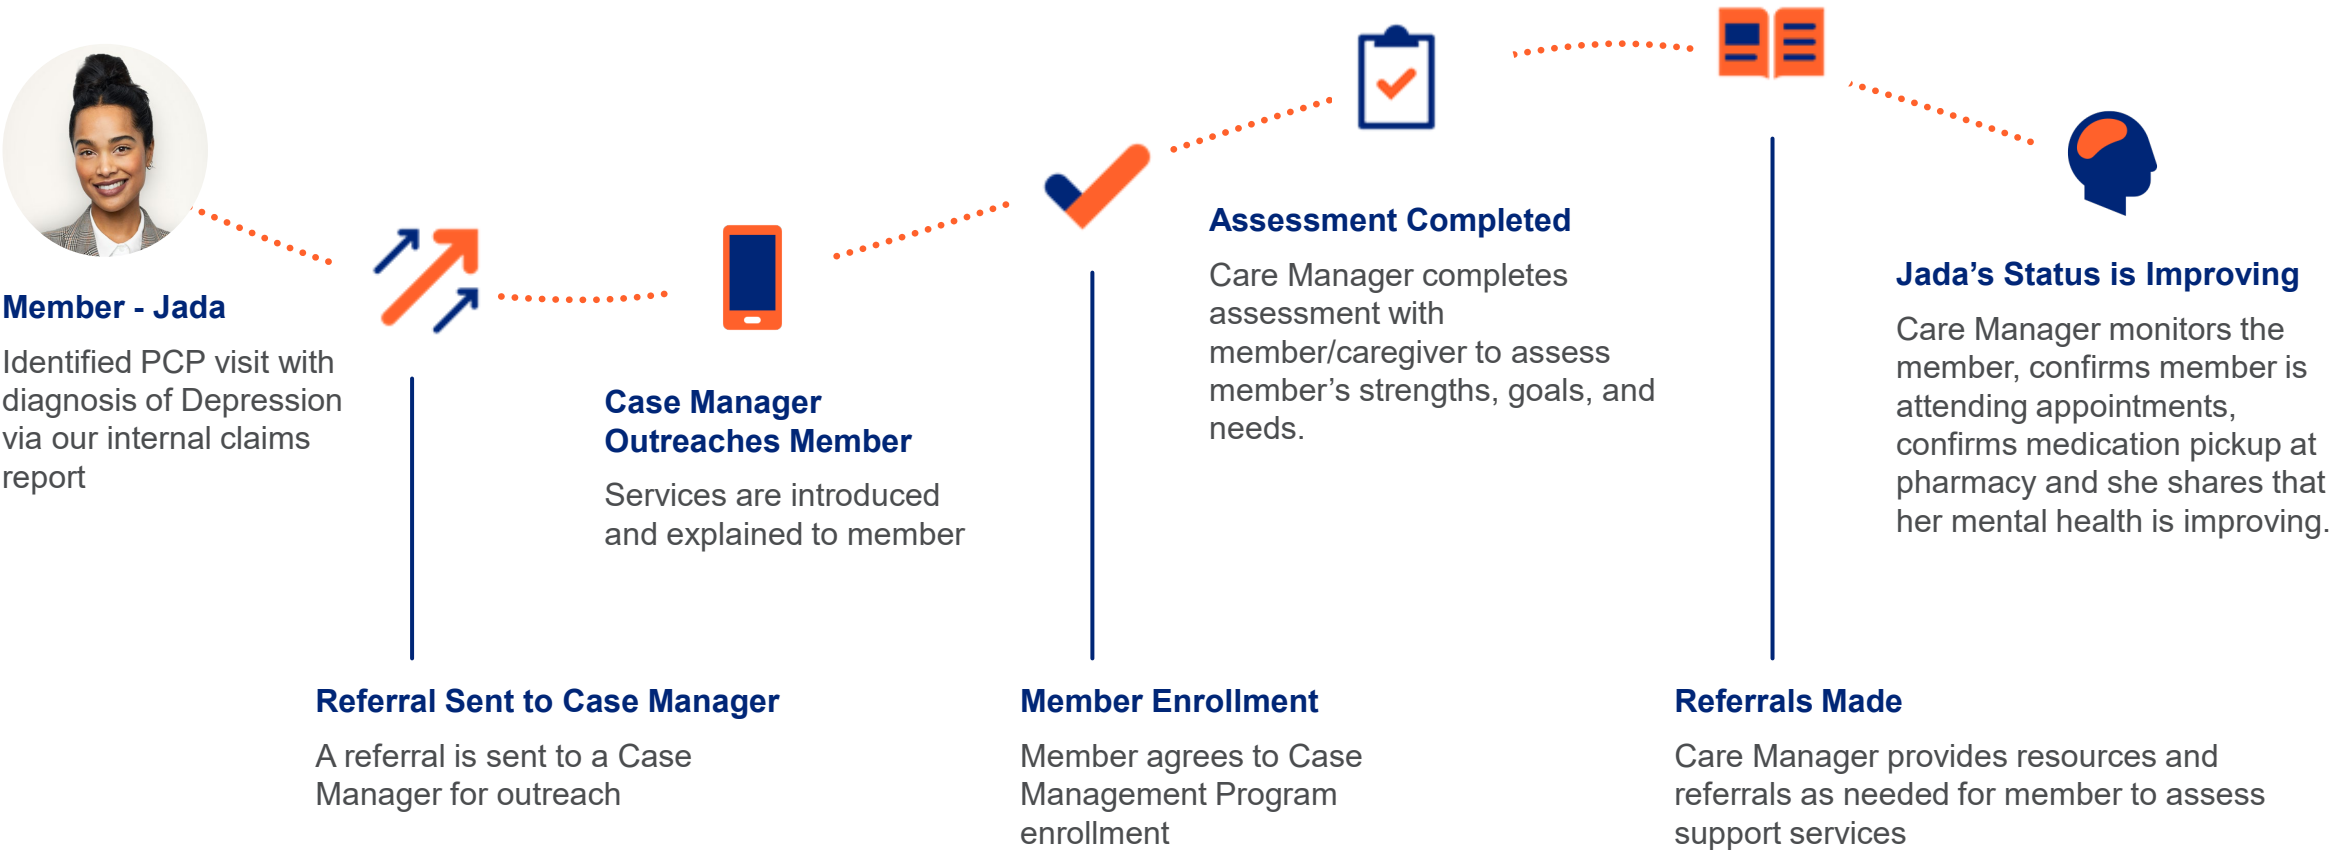 Member - Jada
Identified PCP visit with
diagnosis of Depression
via our internal claims
report
Referral Sent to Case Manager
A referral is sent to a Case
Manager for outreach
Case Manager
Outreaches Member
Services are introduced
and explained to member
Member Enrollment
Member agrees to Case
Management Program
enrollment
Assessment Completed
Care Manager completes
assessment with
member/caregiver to assess
member’s strengths, goals, and
needs.
Referrals Made
Care Manager provides resources and
referrals as needed for member to assess
support services
Jada’s Status is Improving
Care Manager monitors the
member, confirms member is
attending appointments,
confirms medication pickup at
pharmacy and she shares that
her mental health is improving.